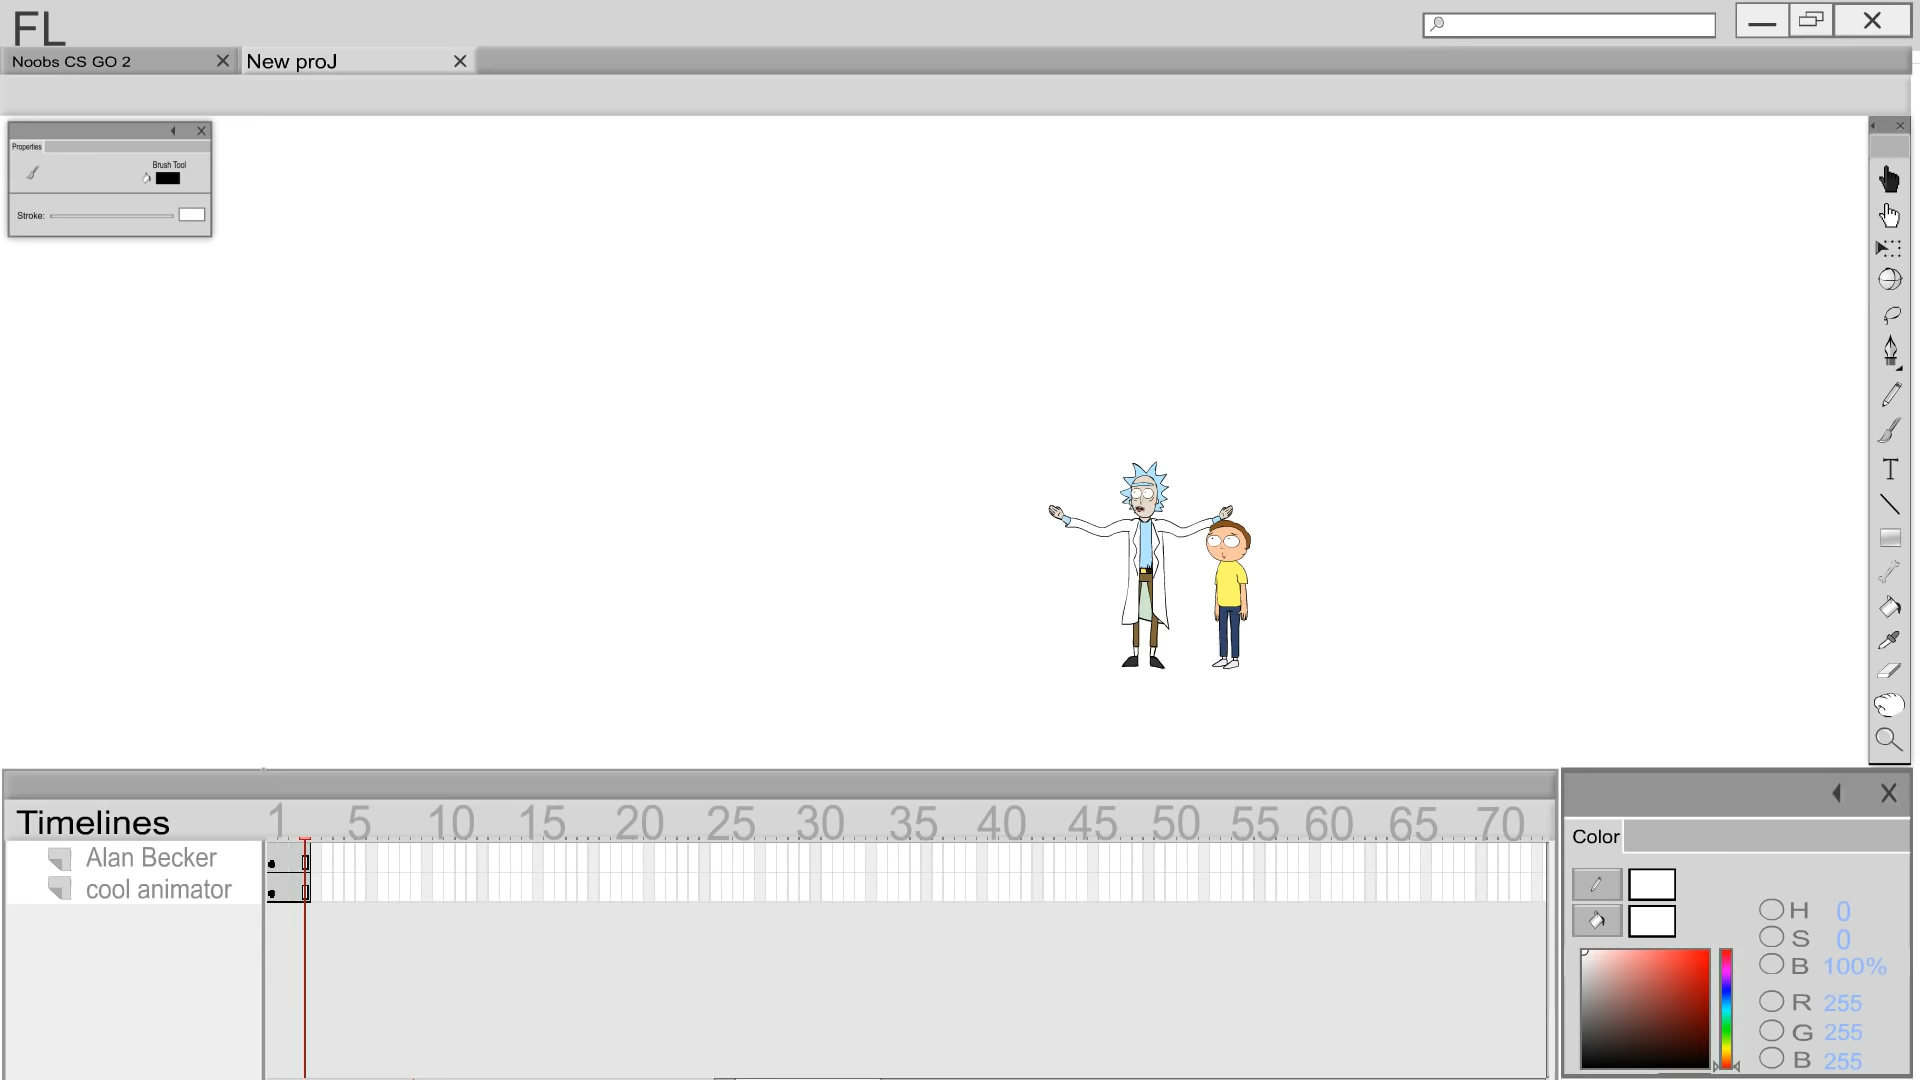 FL
Noobs CS GO 2
New proJ
Properties
Brush Tool
Stroke:
T
Timelines
1 5 10 15 20 25 30 35 40 45 50 55 60 65 70
Alan Becker
cool animator
Color
H 0
S 0
B 100%
R 255
G 255
B 255